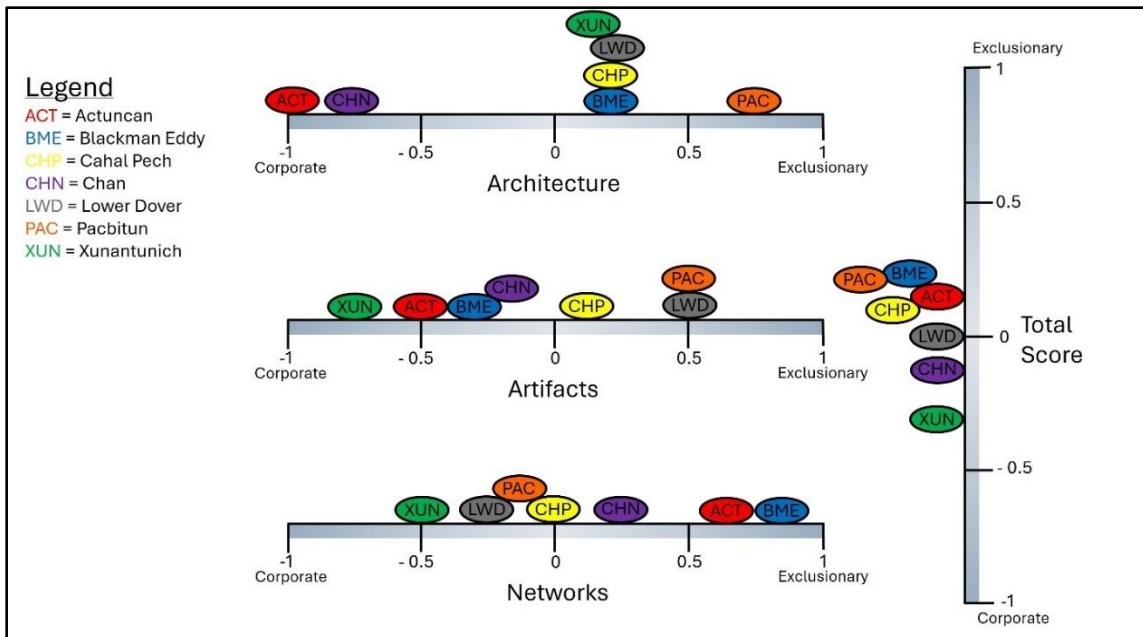 Legend
ACT = Actuncan
BME = Blackman Eddy
CHP = Cahal Pech
CHN = Chan
LWD = Lower Dover
PAC = Pacbitun
XUN = Xunantunich
XUN
LWD
CHP
ACT CHN BME PAC
-1 - 0.5 0 0.5 1
Corporate Exclusionary
Architecture
CHN PAC
XUN ACT BME CHP LWD
-1 - 0.5 0 0.5 1
Corporate Exclusionary
Artifacts
PAC
XUN LWD CHP CHN ACT BME
-1 - 0.5 0 0.5 1
Corporate Exclusionary
Networks
Exclusionary
1
0.5
PAC BME
ACT
CHP
LWD 0
Total
Score
CHN
XUN
- 0.5
-1
Corporate